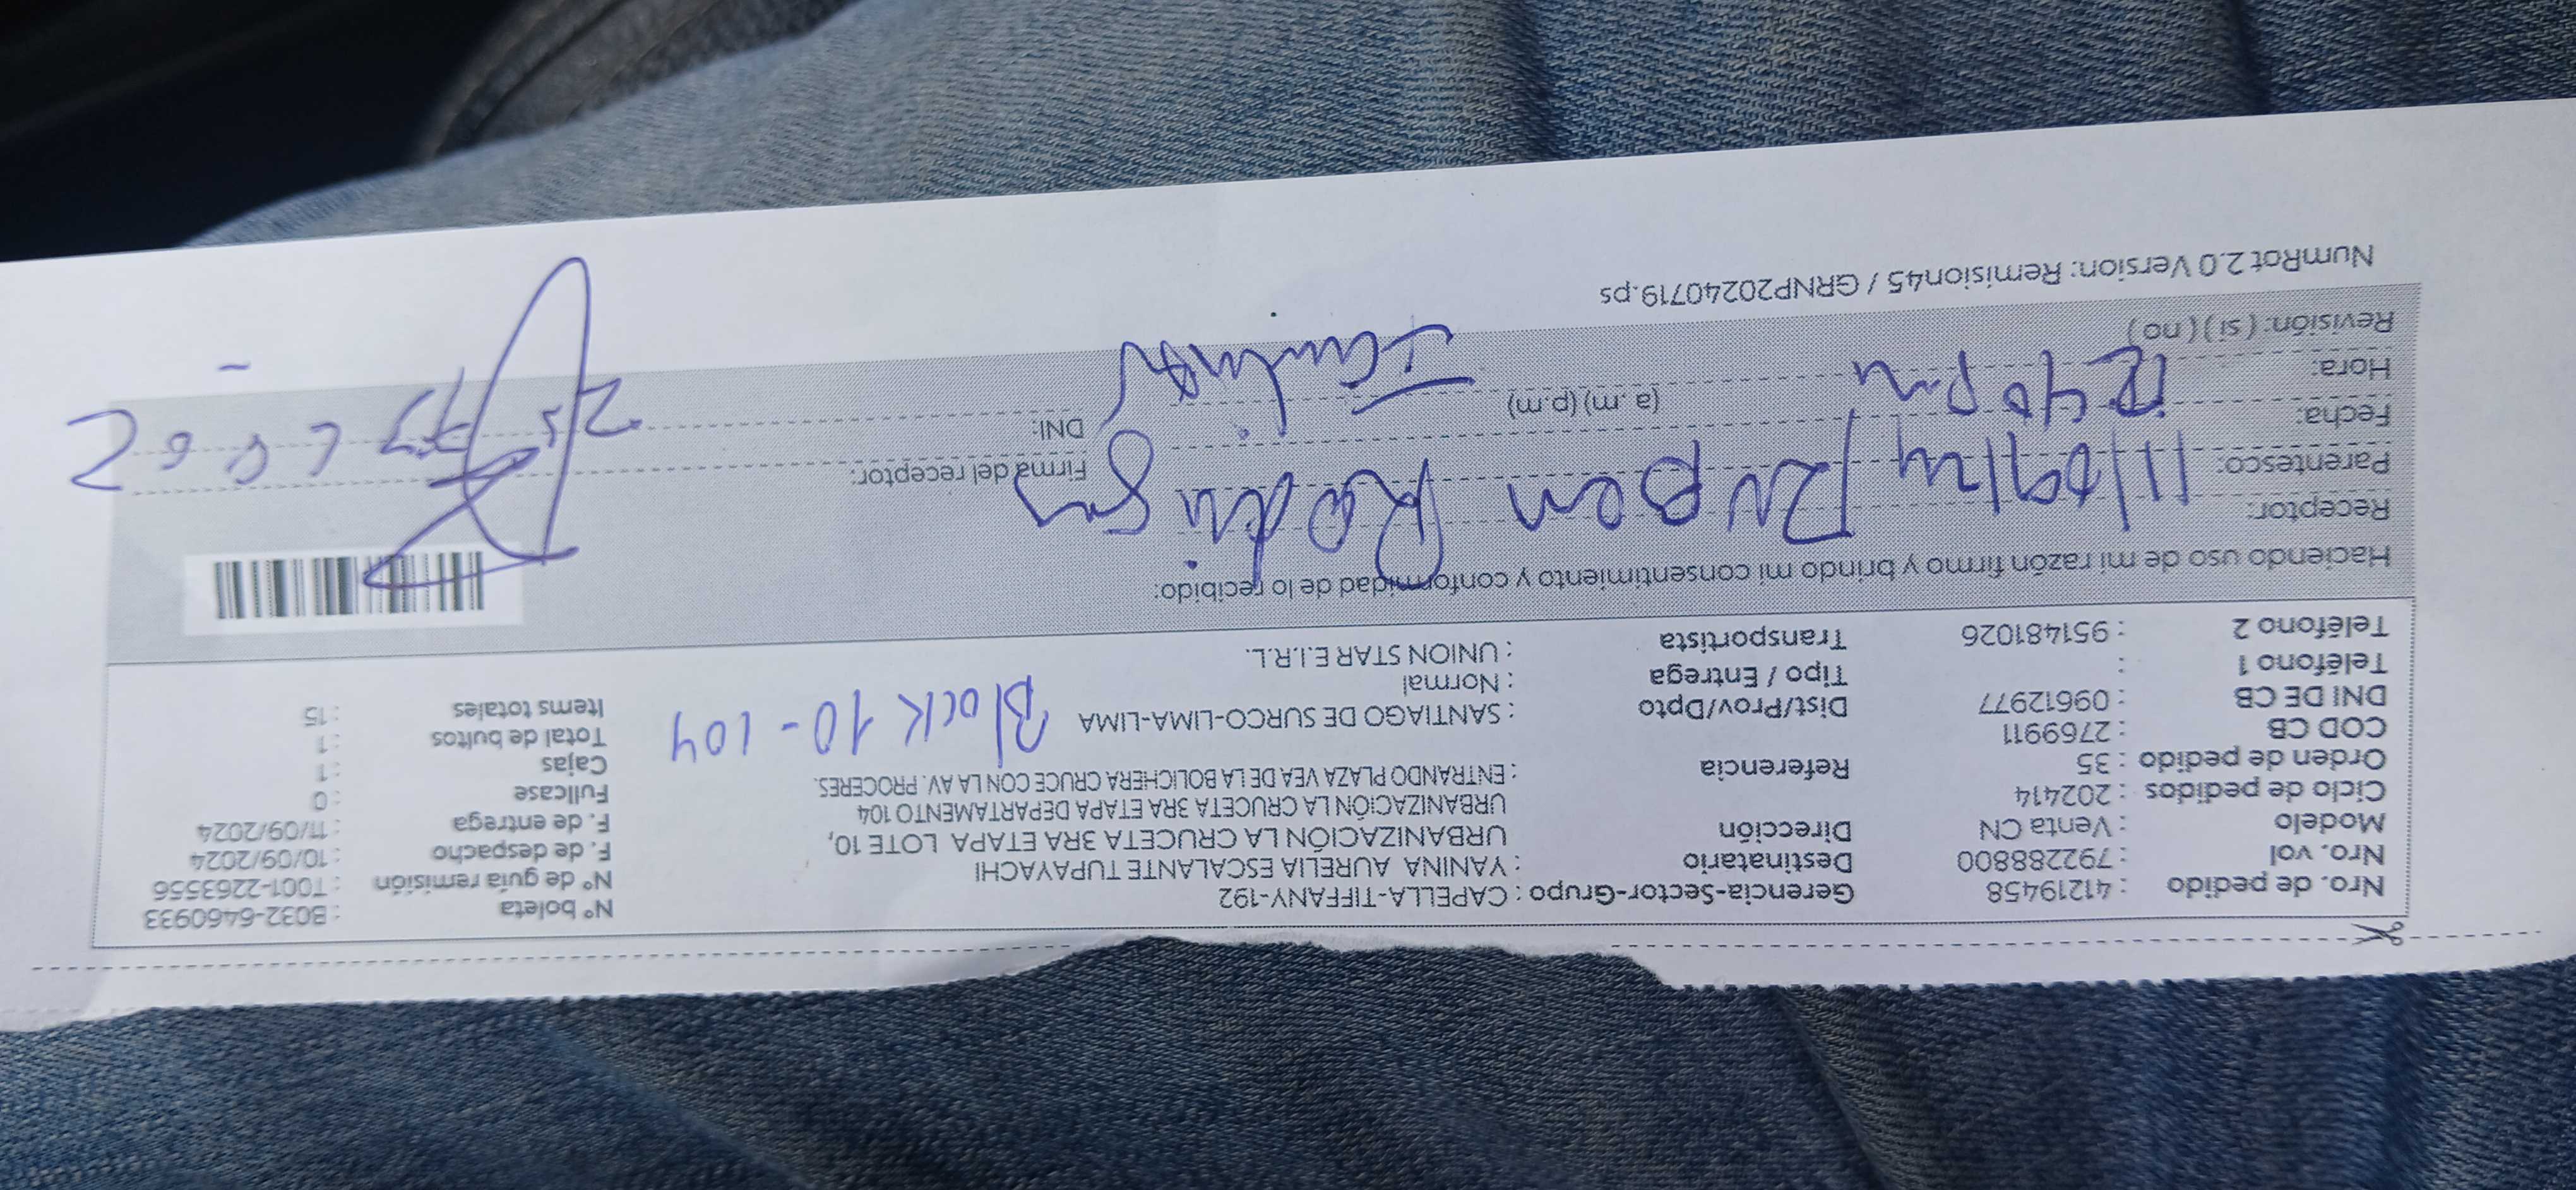 Nro. de pedido : 41219458 Gerencia-Sector-Grupo : CAPELLA-TIFFANY-192 N° boleta : B032-6460933
Nro. vol : 792288800 Destinatario : YANINA AURELIA ESCALANTE TUPAYACHI N° de guía remisión : T001-2263556
Modelo : Venta CN Dirección URBANIZACIÓN LA CRUCETA 3RA ETAPA LOTE 10, F. de despacho : 10/09/2024
Ciclo de pedidos : 202414 URBANIZACIÓN LA CRUCETA 3RA ETAPA DEPARTAMENTO 104 F. de entrega : 11/09/2024
Orden de pedido : 35 Referencia : ENTRANDO PLAZA VEA DE LA BOLICHERA CRUCE CON LA AV. PROCERES. Fullcase : 0
COD CB : 2769911 Cajas : 1
DNI DE CB : 09612977 Dist/Prov/Dpto : SANTIAGO DE SURCO-LIMA-LIMA Block 10-104 Total de bultos : 1
Teléfono 1 : Tipo / Entrega : Normal Items totales : 15
Teléfono 2 : 951481026 Transportista : UNION STAR E.I.R.L.
Haciendo uso de mi razón firmo y brindo mi consentimiento y conformidad de lo recibido:
Receptor:
Parentesco: 11/09/24 Ruben Firma del receptor:
Fecha: DNI:
Hora: 12:40 pm (a. m) (p.m)
Revisión: ( si ) ( no )
NumRot 2.0 Version: Remision45 / GRNP20240719.ps